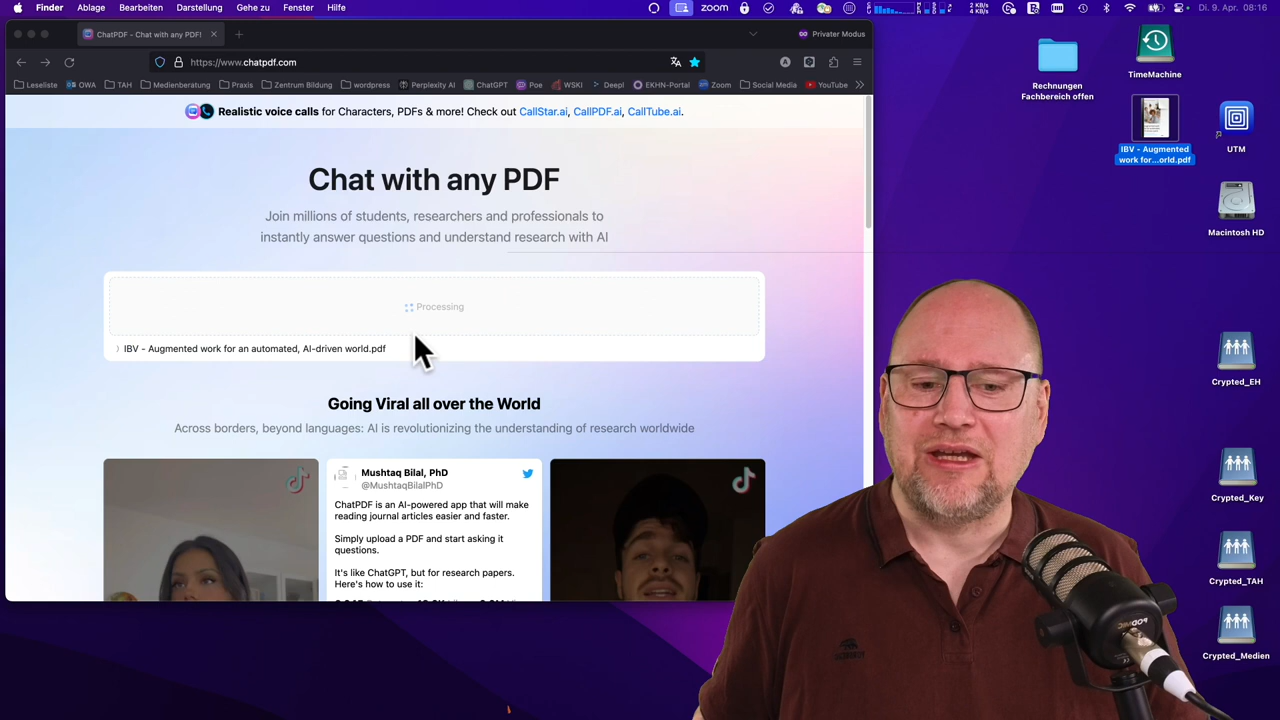 Finder Ablage Bearbeiten Darstellung Gehe zu Fenster Hilfe
zoom
2 KB/s
Di. 9. Apr. 08:16
ChatPDF - Chat with any PDF!
Privater Modus
https://www.chatpdf.com
Leseliste OWA TAH Medienberatung Praxis Zentrum Bildung wordpress Perplexity AI ChatGPT Poe WSKI Deepl EKHN-Portal Zoom Social Media YouTube
Realistic voice calls for Characters, PDFs & more! Check out CallStar.ai, CallPDF.ai, CallTube.ai.
Chat with any PDF
Join millions of students, researchers and professionals to
instantly answer questions and understand research with AI
Processing
IBV - Augmented work for an automated, AI-driven world.pdf
Going Viral all over the World
Across borders, beyond languages: AI is revolutionizing the understanding of research worldwide
Mushtaq Bilal, PhD
@MushtaqBilalPhD
ChatPDF is an AI-powered app that will make
reading journal articles easier and faster.
Simply upload a PDF and start asking it
questions.
It's like ChatGPT, but for research papers.
Here's how to use it:
Rechnungen
Fachbereich offen
TimeMachine
IBV - Augmented
work for...orld.pdf
UTM
Macintosh HD
Crypted_EH
Crypted_Key
Crypted_TAH
Crypted_Medien
PODMIC